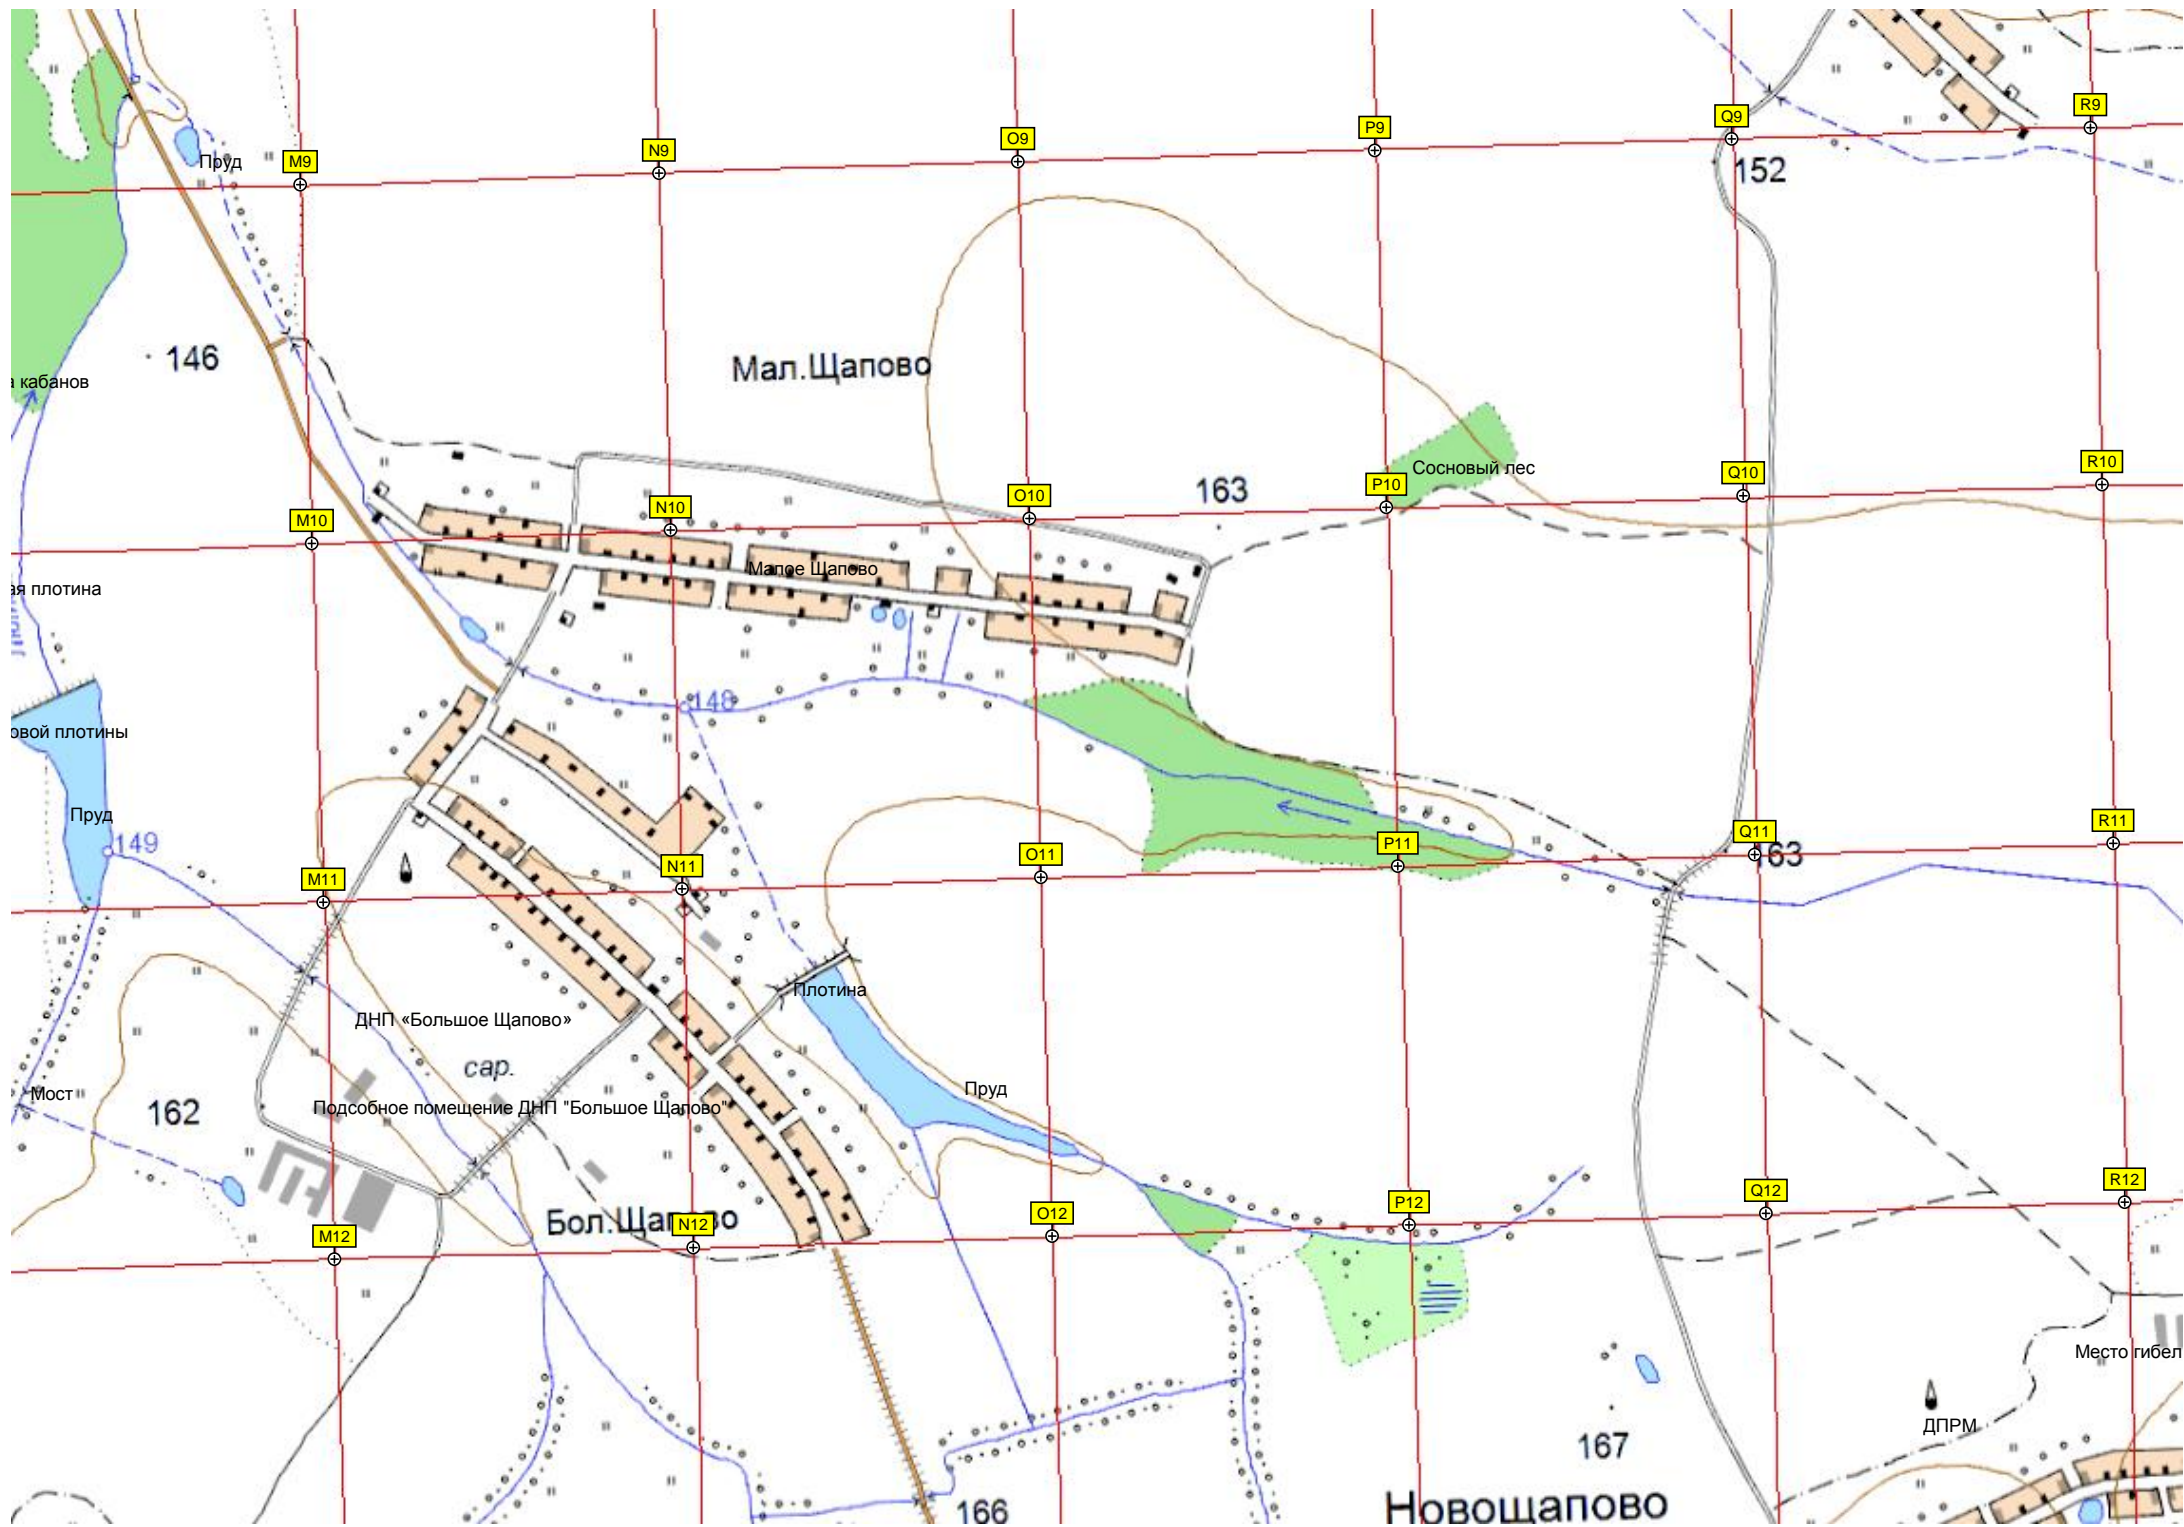 M9
N9
O9
P9
Q9
R9
Пруд
152
146
Мал.Щапово
кабанов
Сосновый лес
163
M10
N10
O10
P10
Q10
R10
Малое Щапово
плотина
148
плотины
Пруд
149
M11
N11
O11
P11
Q11
R11
163
Плотина
ДНП «Большое Щапово»
сар.
Мост
162
Подсобное помещение ДНП "Большое Щапово"
Пруд
Бол.Щапово
M12
N12
O12
P12
Q12
R12
Место
ДПРМ
167
166
Новощапово